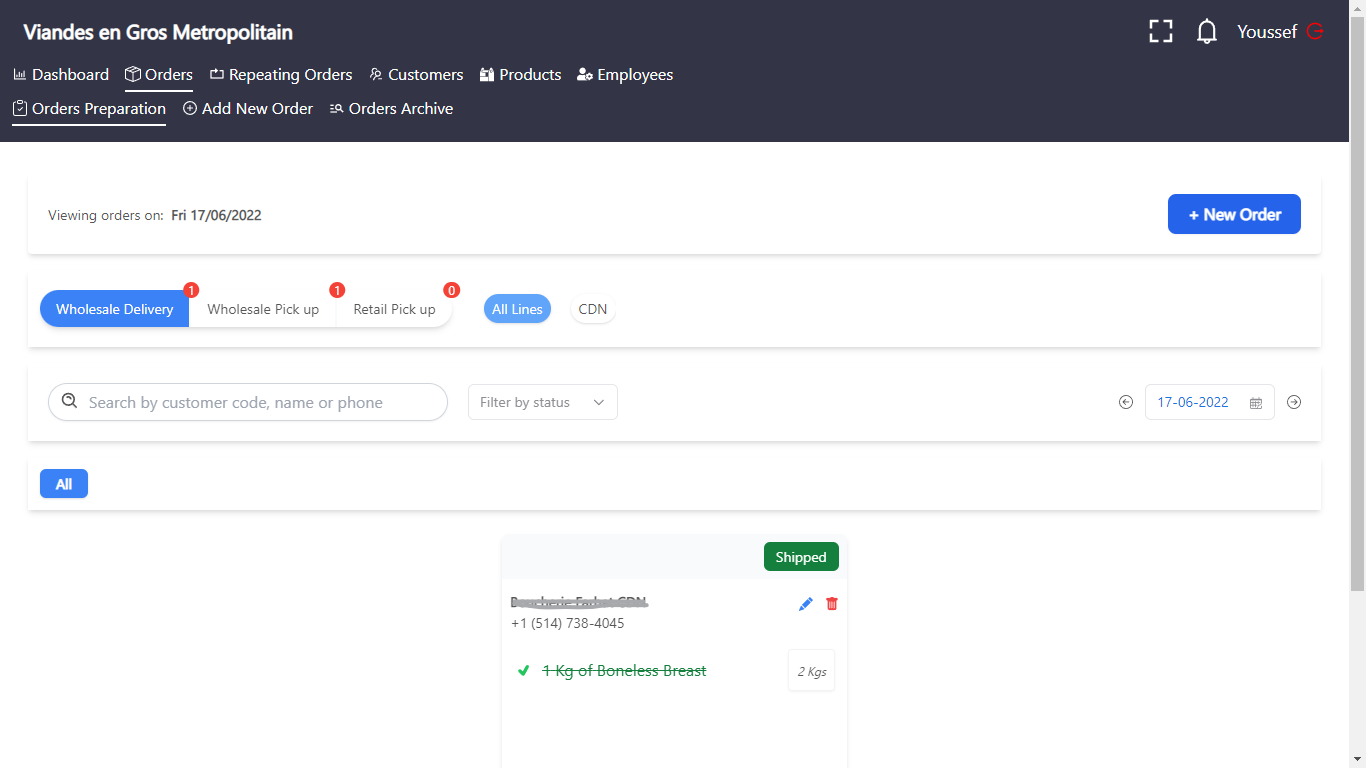 Viandes en Gros Metropolitain
Youssef
Dashboard Orders Repeating Orders Customers Products Employees
Orders Preparation Add New Order Orders Archive
Viewing orders on: Fri 17/06/2022
+ New Order
Wholesale Delivery 1 Wholesale Pick up 1 Retail Pick up 0 All Lines CDN
Search by customer code, name or phone
Filter by status
17-06-2022
All
Shipped
CDN
+1 (514) 738-4045
1 Kg of Boneless Breast
2 Kgs